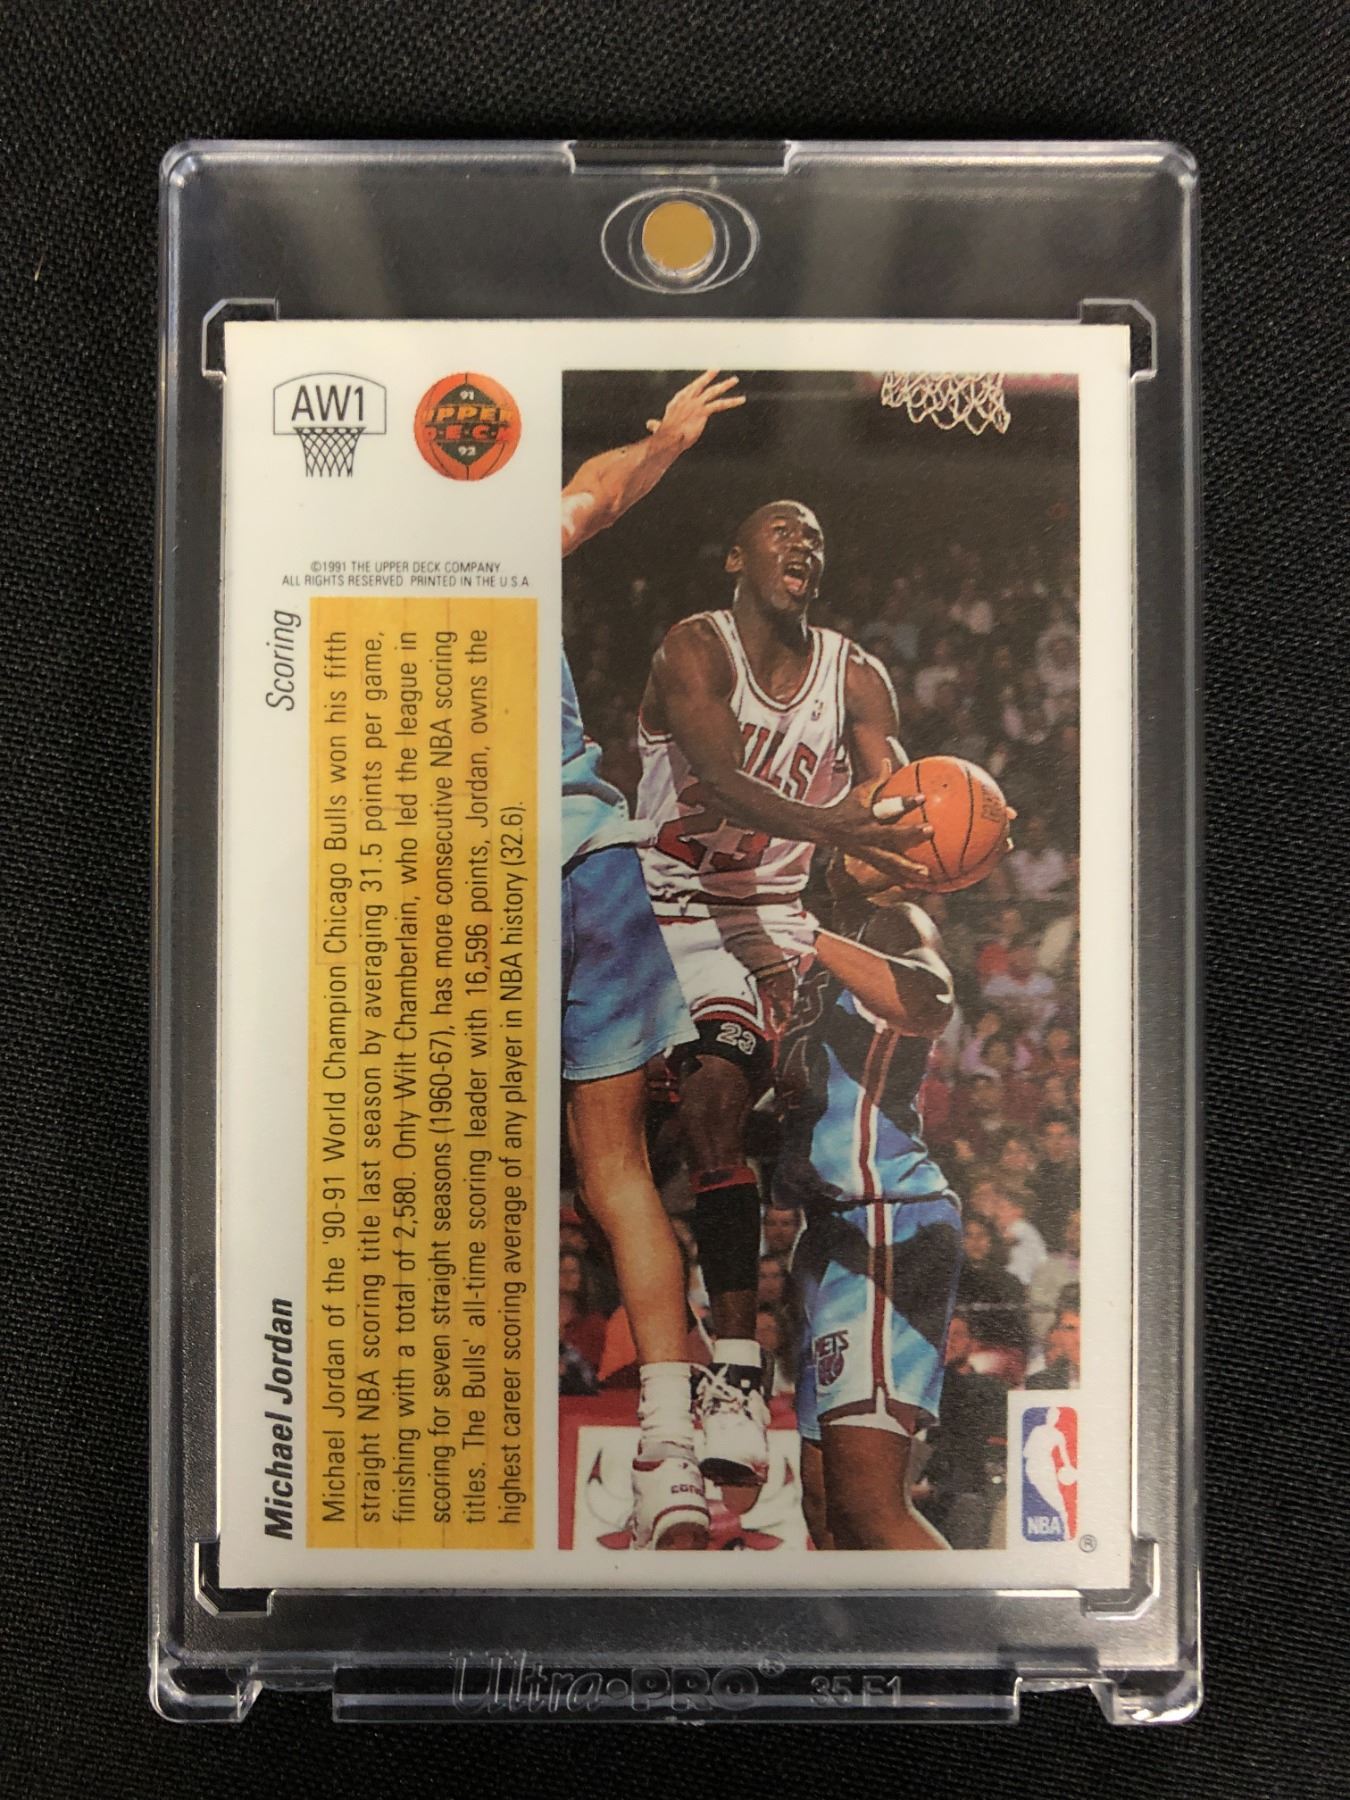 AW1
91
UPPER
D·E·C·K
92
©1991 THE UPPER DECK COMPANY
ALL RIGHTS RESERVED. PRINTED IN THE U.S.A.
Michael Jordan
Scoring
Michael Jordan of the '90-91 World Champion Chicago Bulls won his fifth
straight NBA scoring title last season by averaging 31.5 points per game,
finishing with a total of 2,580. Only Wilt Chamberlain, who led the league in
scoring for seven straight seasons (1960-67), has more consecutive NBA scoring
titles. The Bulls' all-time scoring leader with 16,596 points, Jordan, owns the
highest career scoring average of any player in NBA history (32.6).
BULLS
23
23
NETS
NBA
®
Ultra•PRO® 35 F1